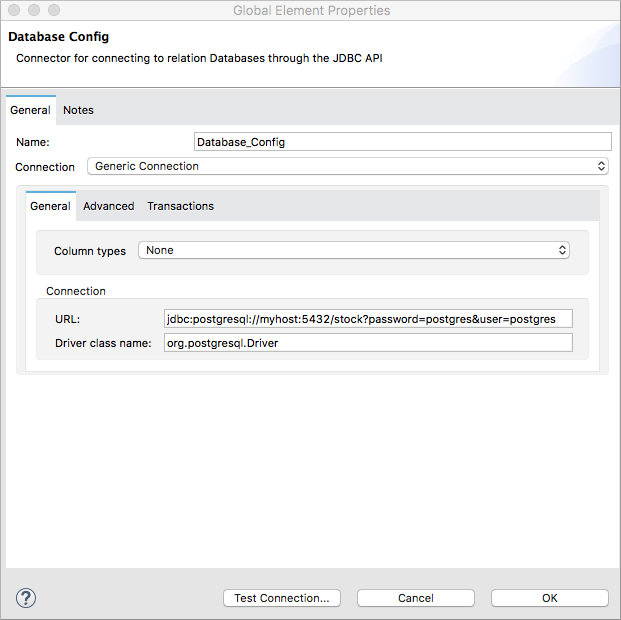 Global Element Properties
Database Config
Connector for connecting to relation Databases through the JDBC API
General Notes
Name: Database_Config
Connection Generic Connection
General Advanced Transactions
Column types None
Connection
URL: jdbc:postgresql://myhost:5432/stock?password=postgres&user=postgres
Driver class name: org.postgresql.Driver
? Test Connection... Cancel OK